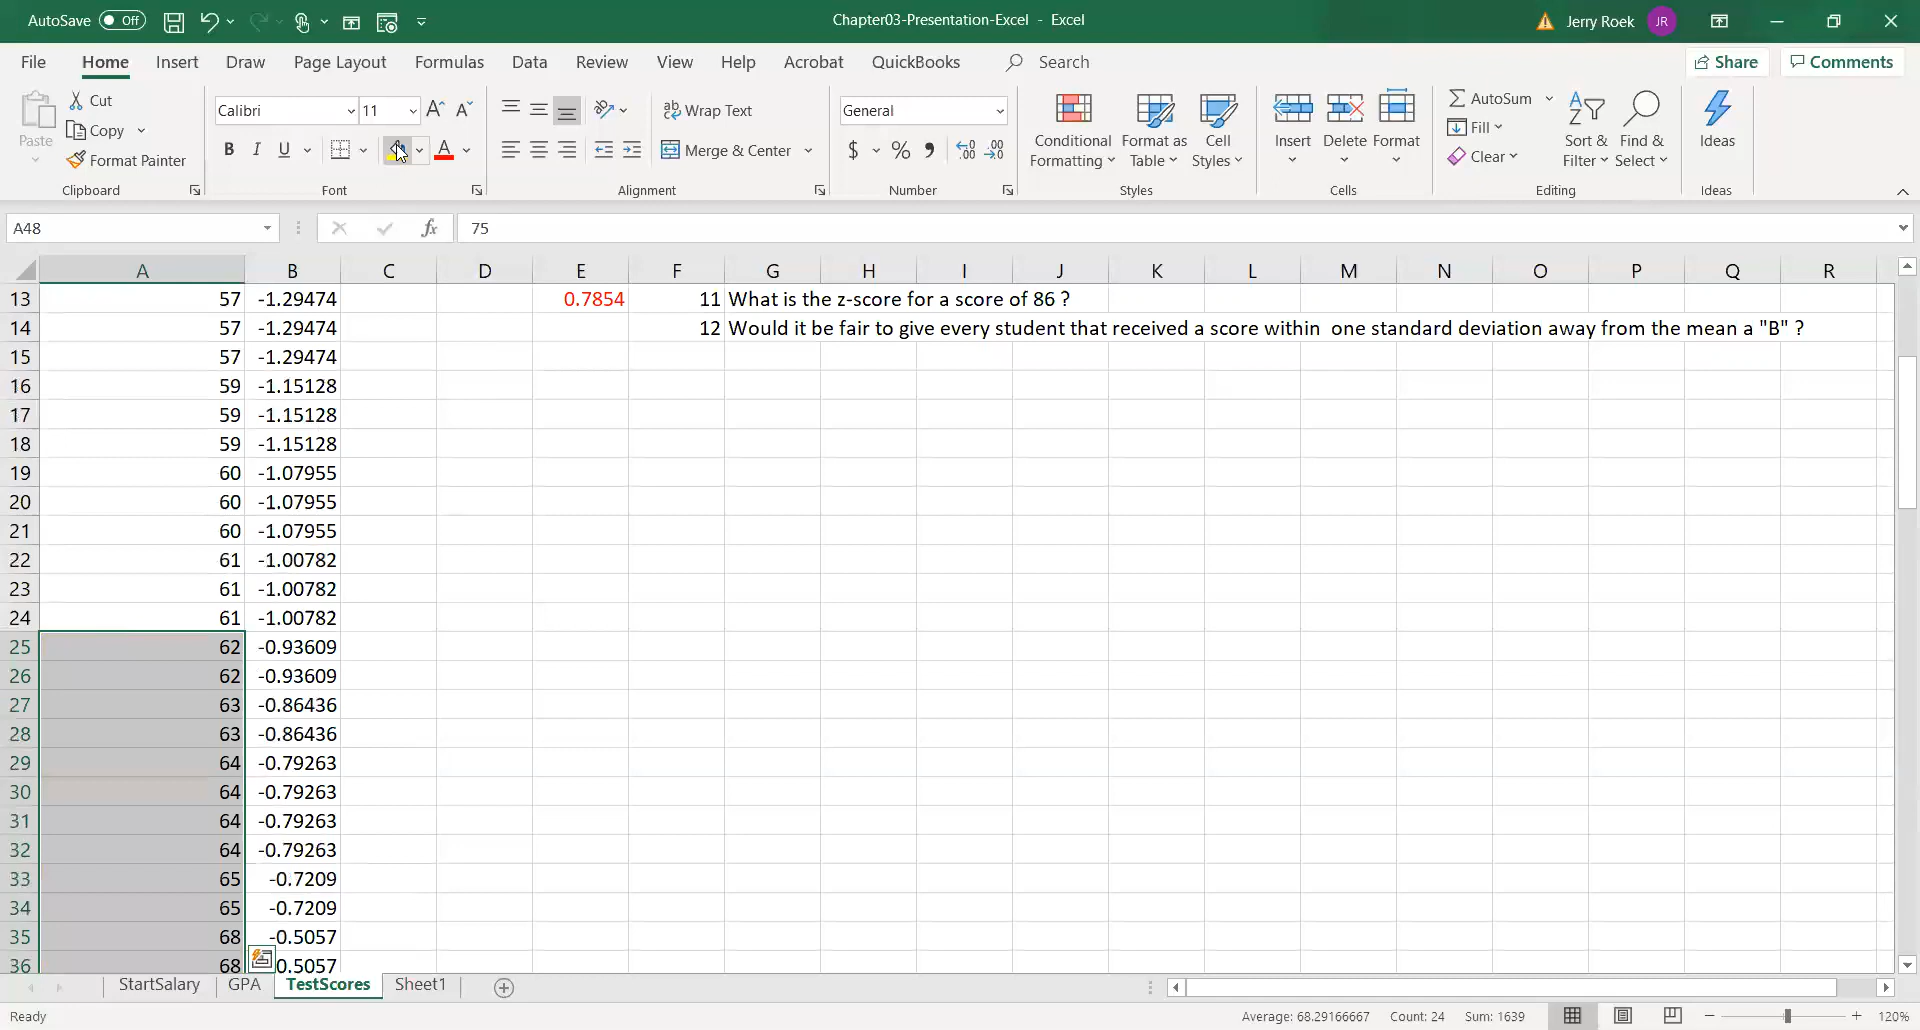 AutoSave Off Chapter03-Presentation-Excel - Excel Jerry Roek JR
File Home Insert Draw Page Layout Formulas Data Review View Help Acrobat QuickBooks Search Share Comments
Paste Cut Copy Format Painter Clipboard
Calibri 11 B I U A Font
Wrap Text Merge & Center Alignment
General $ % Number
Conditional Formatting Format as Table Cell Styles Styles
Insert Delete Format Cells
AutoSum Fill Clear Sort & Filter Find & Select Editing
Ideas Ideas
A48 fx 75
A B C D E F G H I J K L M N O P Q R
13 57 -1.29474 0.7854 11 What is the z-score for a score of 86 ?
14 57 -1.29474 12 Would it be fair to give every student that received a score within one standard deviation away from the mean a "B" ?
15 57 -1.29474
16 59 -1.15128
17 59 -1.15128
18 59 -1.15128
19 60 -1.07955
20 60 -1.07955
21 60 -1.07955
22 61 -1.00782
23 61 -1.00782
24 61 -1.00782
25 62 -0.93609
26 62 -0.93609
27 63 -0.86436
28 63 -0.86436
29 64 -0.79263
30 64 -0.79263
31 64 -0.79263
32 64 -0.79263
33 65 -0.7209
34 65 -0.7209
35 68 -0.5057
36 68 0.5057
StartSalary GPA TestScores Sheet1
Ready Average: 68.29166667 Count: 24 Sum: 1639 120%